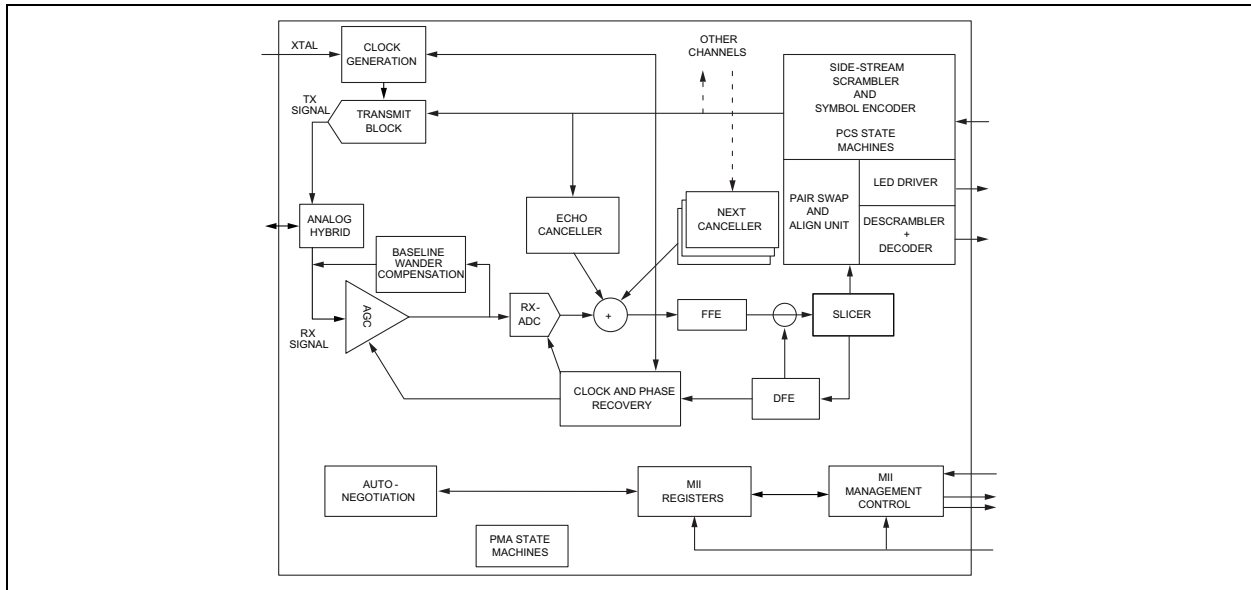 XTAL
CLOCK
GENERATION
OTHER
CHANNELS
SIDE-STREAM
SCRAMBLER
AND
SYMBOL ENCODER
PCS STATE
MACHINES
TX
SIGNAL
TRANSMIT
BLOCK
LED DRIVER
PAIR SWAP
AND
ALIGN UNIT
DESCRAMBLER
+
DECODER
ECHO
CANCELLER
NEXT
CANCELLER
ANALOG
HYBRID
BASELINE
WANDER
COMPENSATION
AGC
RX-
ADC
+
FFE
SLICER
RX
SIGNAL
CLOCK AND PHASE
RECOVERY
DFE
AUTO-
NEGOTIATION
MII
REGISTERS
MII
MANAGEMENT
CONTROL
PMA STATE
MACHINES